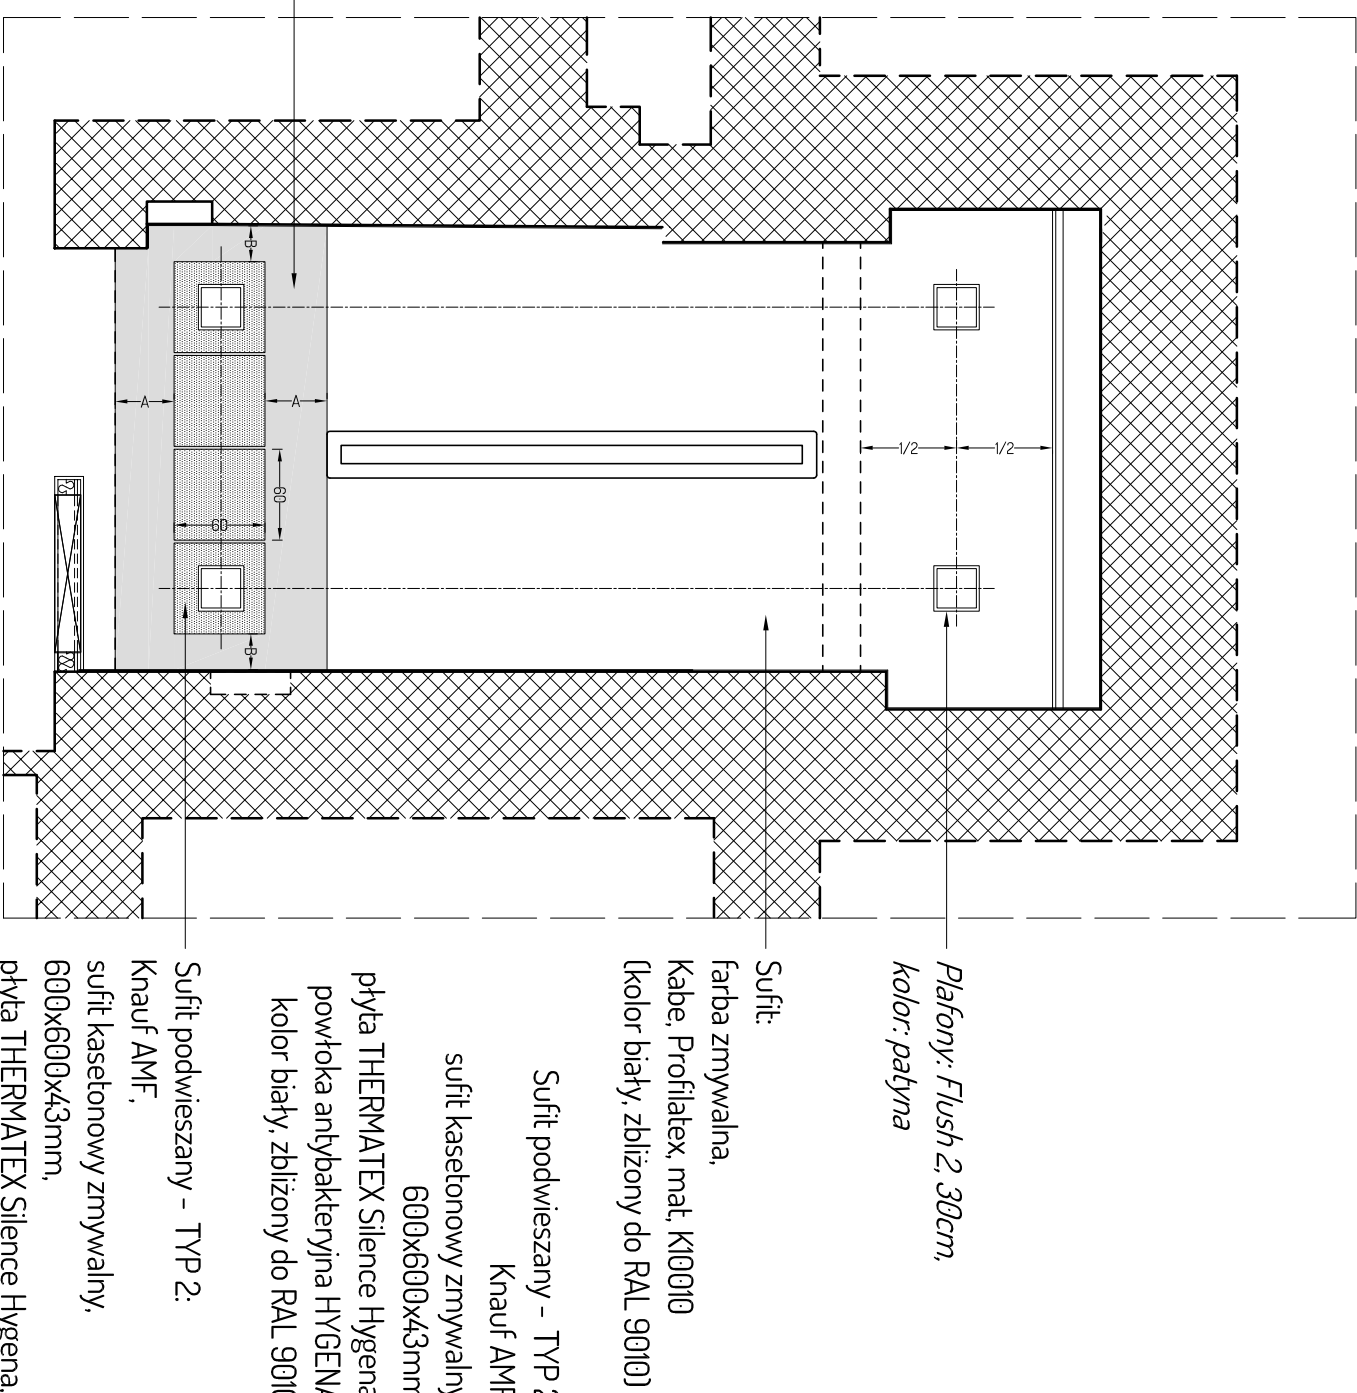 Plafony: Flush 2, 30cm,
kolor: patyna
Sufit:
farba zmywalna,
Kabe, Profilatex, mat, K10010
(kolor biały, zbliżony do RAL 9010)
Sufit podwieszany - TYP 2
Knauf AMF
sufit kasetonowy zmywalny
600x600x43mm
płyta THERMATEX Silence Hygena
powłoka antybakteryjna HYGENA
kolor biały, zbliżony do RAL 9010
Sufit podwieszany - TYP 2:
Knauf AMF,
sufit kasetonowy zmywalny,
600x600x43mm,
płyta THERMATEX Silence Hygena,
B
A
A
1/2
1/2
60
60
B